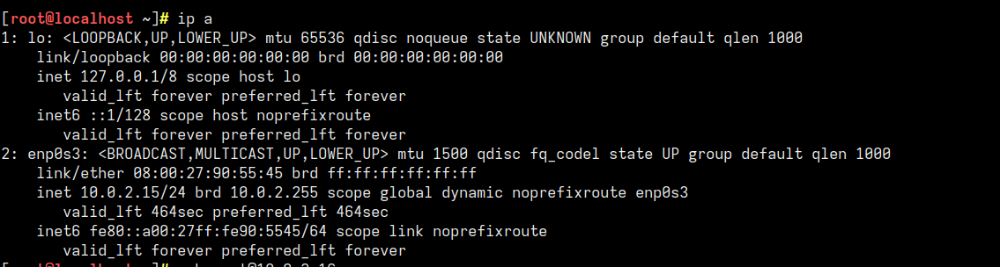 [root@localhost ~]# ip a
1: lo: <LOOPBACK,UP,LOWER_UP> mtu 65536 qdisc noqueue state UNKNOWN group default qlen 1000
    link/loopback 00:00:00:00:00:00 brd 00:00:00:00:00:00
    inet 127.0.0.1/8 scope host lo
       valid_lft forever preferred_lft forever
    inet6 ::1/128 scope host noprefixroute
       valid_lft forever preferred_lft forever
2: enp0s3: <BROADCAST,MULTICAST,UP,LOWER_UP> mtu 1500 qdisc fq_codel state UP group default qlen 1000
    link/ether 08:00:27:90:55:45 brd ff:ff:ff:ff:ff:ff
    inet 10.0.2.15/24 brd 10.0.2.255 scope global dynamic noprefixroute enp0s3
       valid_lft 464sec preferred_lft 464sec
    inet6 fe80::a00:27ff:fe90:5545/64 scope link noprefixroute
       valid_lft forever preferred_lft forever